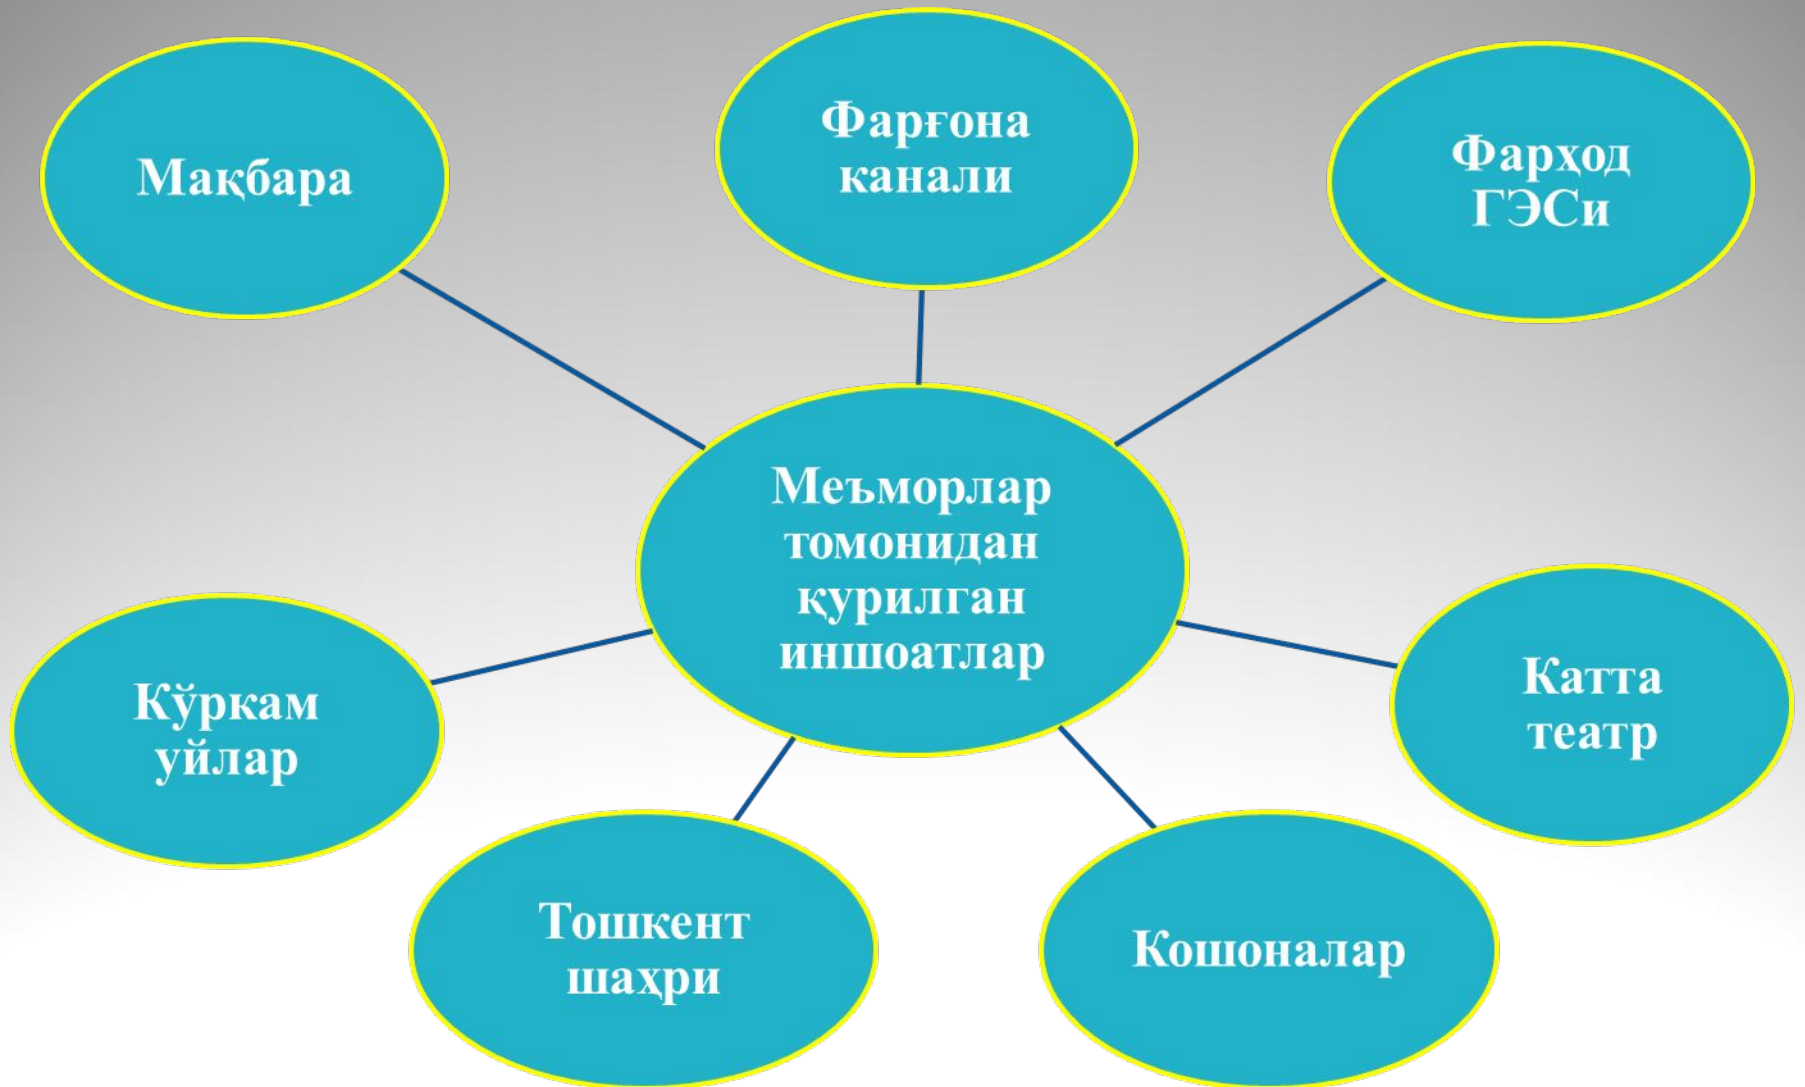 Мақбара
Фарғона
канали
Фарҳод
ГЭСи
Меъморлар
томонидан
қурилган
иншоатлар
Кўркам
уйлар
Катта
театр
Тошкент
шаҳри
Кошоналар